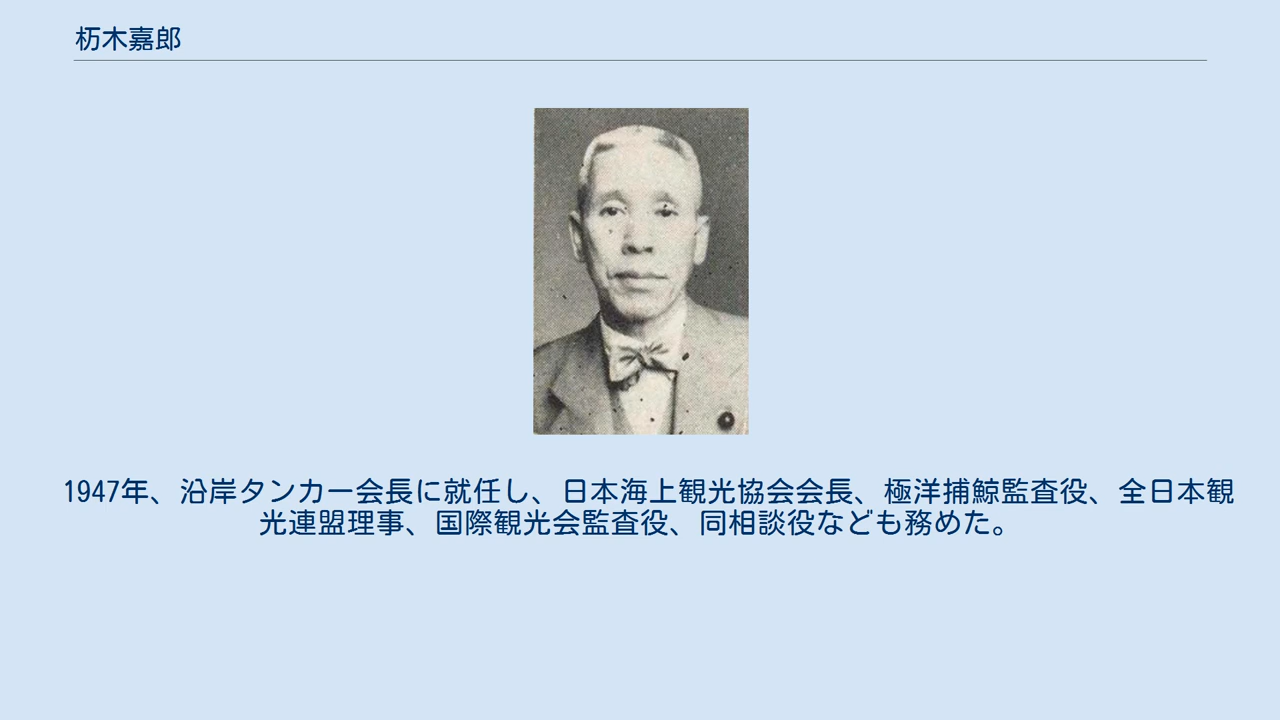 朽木嘉郎
1947年、沿岸タンカー会長に就任し、日本海上観光協会会長、極洋捕鯨監査役、全日本観
光連盟理事、国際観光会監査役、同相談役なども務めた。